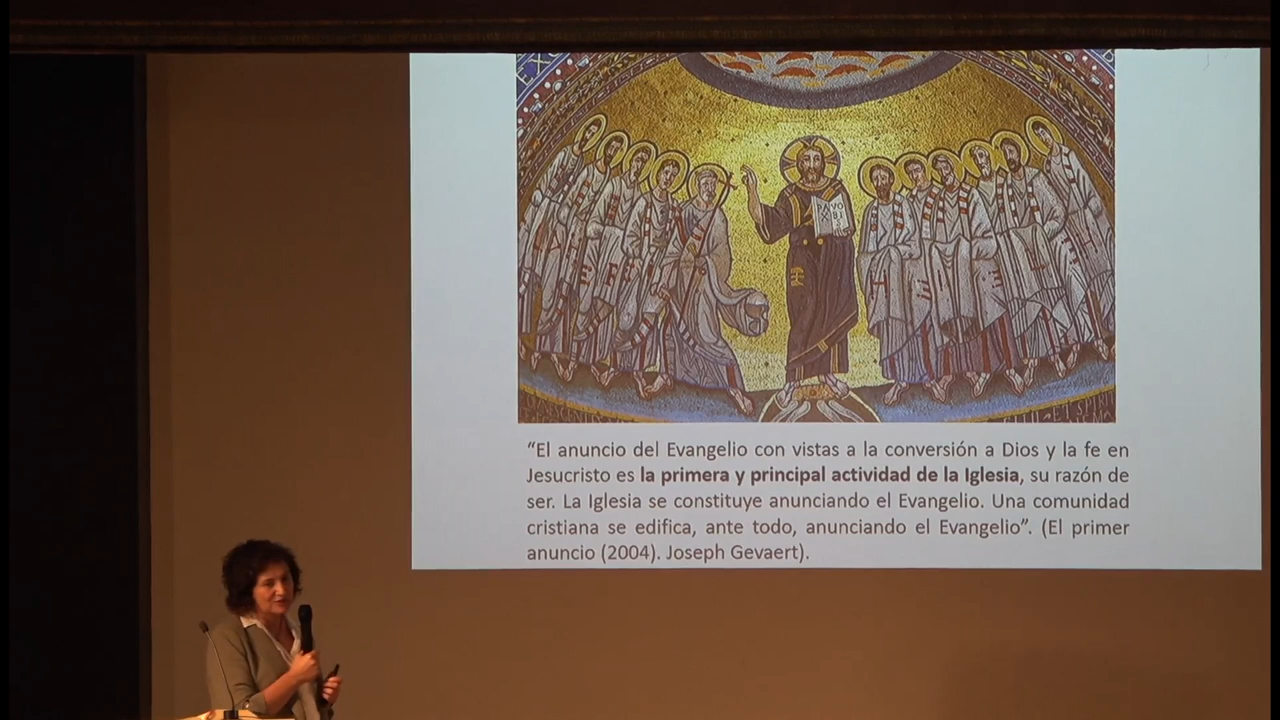 “El anuncio del Evangelio con vistas a la conversión a Dios y la fe en
Jesucristo es la primera y principal actividad de la Iglesia, su razón de
ser. La Iglesia se constituye anunciando el Evangelio. Una comunidad
cristiana se edifica, ante todo, anunciando el Evangelio”. (El primer
anuncio (2004). Joseph Gevaert).